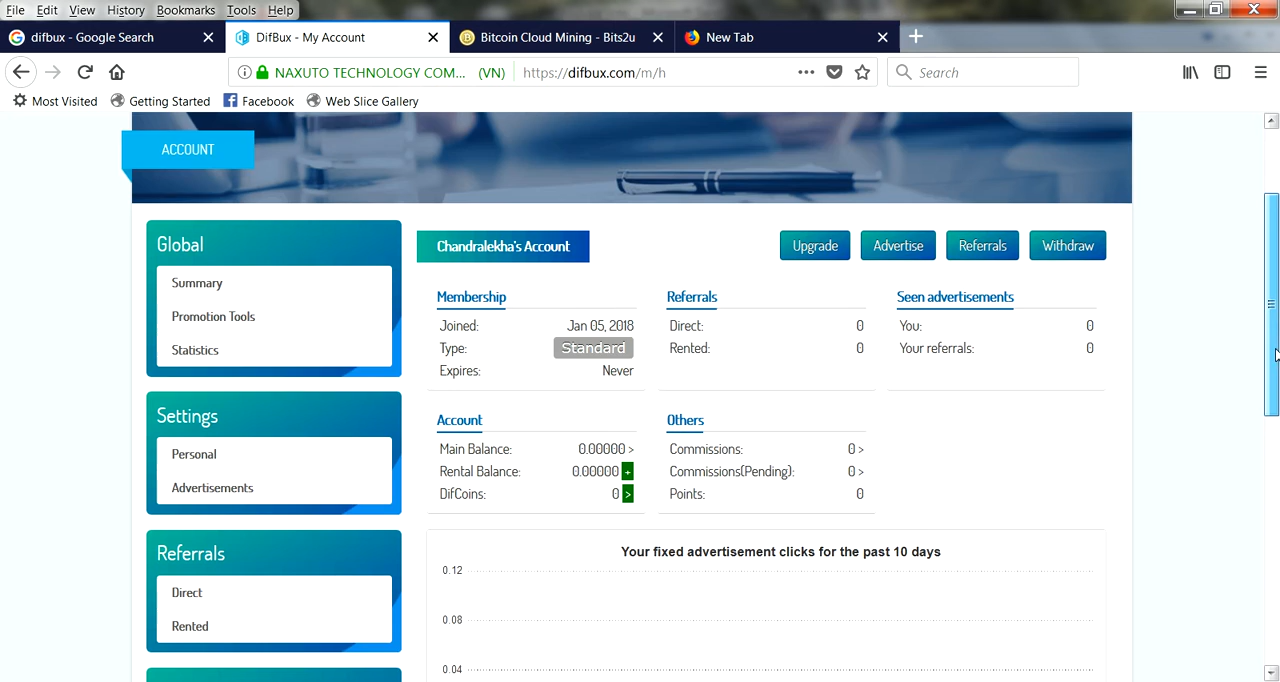 File Edit View History Bookmarks Tools Help
difbux - Google Search
DifBux - My Account
Bitcoin Cloud Mining - Bits2u
New Tab
NAXUTO TECHNOLOGY COM... (VN)
https://difbux.com/m/h
Search
Most Visited
Getting Started
Facebook
Web Slice Gallery
ACCOUNT
Global
Summary
Promotion Tools
Statistics
Settings
Personal
Advertisements
Referrals
Direct
Rented
Chandralekha's Account
Upgrade
Advertise
Referrals
Withdraw
Membership
Joined: Jan 05, 2018
Type: Standard
Expires: Never
Referrals
Direct: 0
Rented: 0
Seen advertisements
You: 0
Your referrals: 0
Account
Main Balance: 0.00000 >
Rental Balance: 0.00000 +
DifCoins: 0 >
Others
Commissions: 0 >
Commissions(Pending): 0 >
Points: 0
Your fixed advertisement clicks for the past 10 days
0.12
0.08
0.04